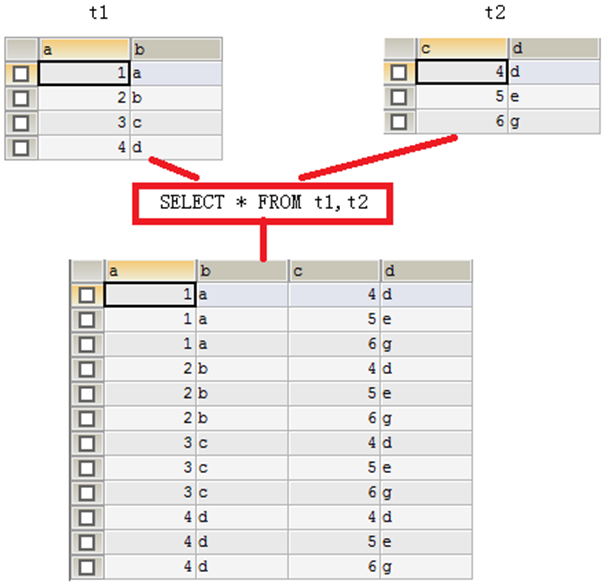 t1 t2
a b c d
1 a 4 d
2 b 5 e
3 c 6 g
4 d
SELECT * FROM t1,t2
a b c d
1 a 4 d
1 a 5 e
1 a 6 g
2 b 4 d
2 b 5 e
2 b 6 g
3 c 4 d
3 c 5 e
3 c 6 g
4 d 4 d
4 d 5 e
4 d 6 g